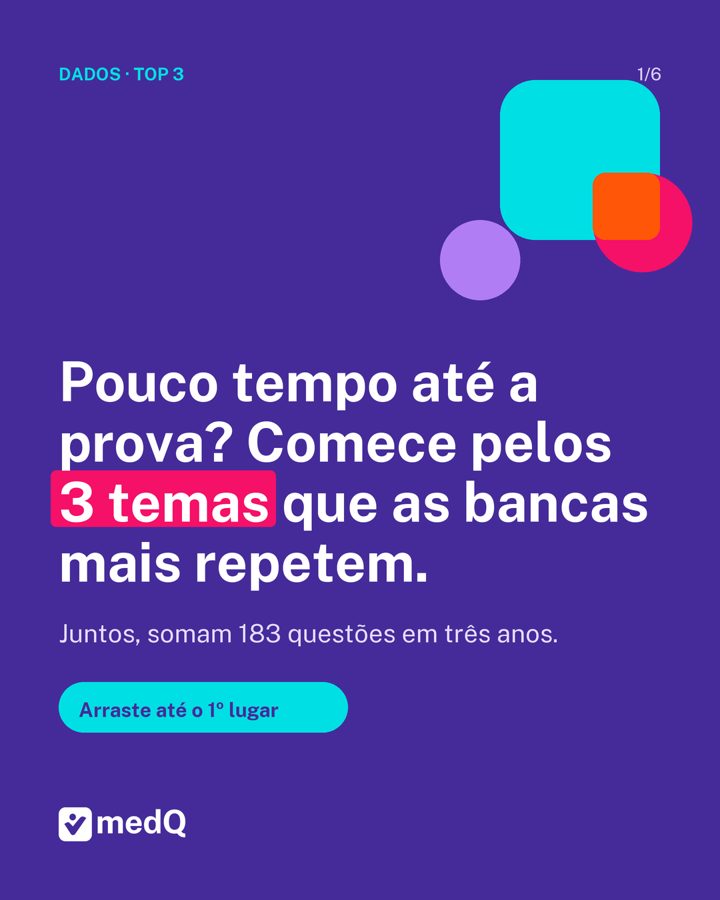 DADOS · TOP 3
1/6
Pouco tempo até a
prova? Comece pelos
3 temas que as bancas
mais repetem.
Juntos, somam 183 questões em três anos.
Arraste até o 1º lugar
medQ